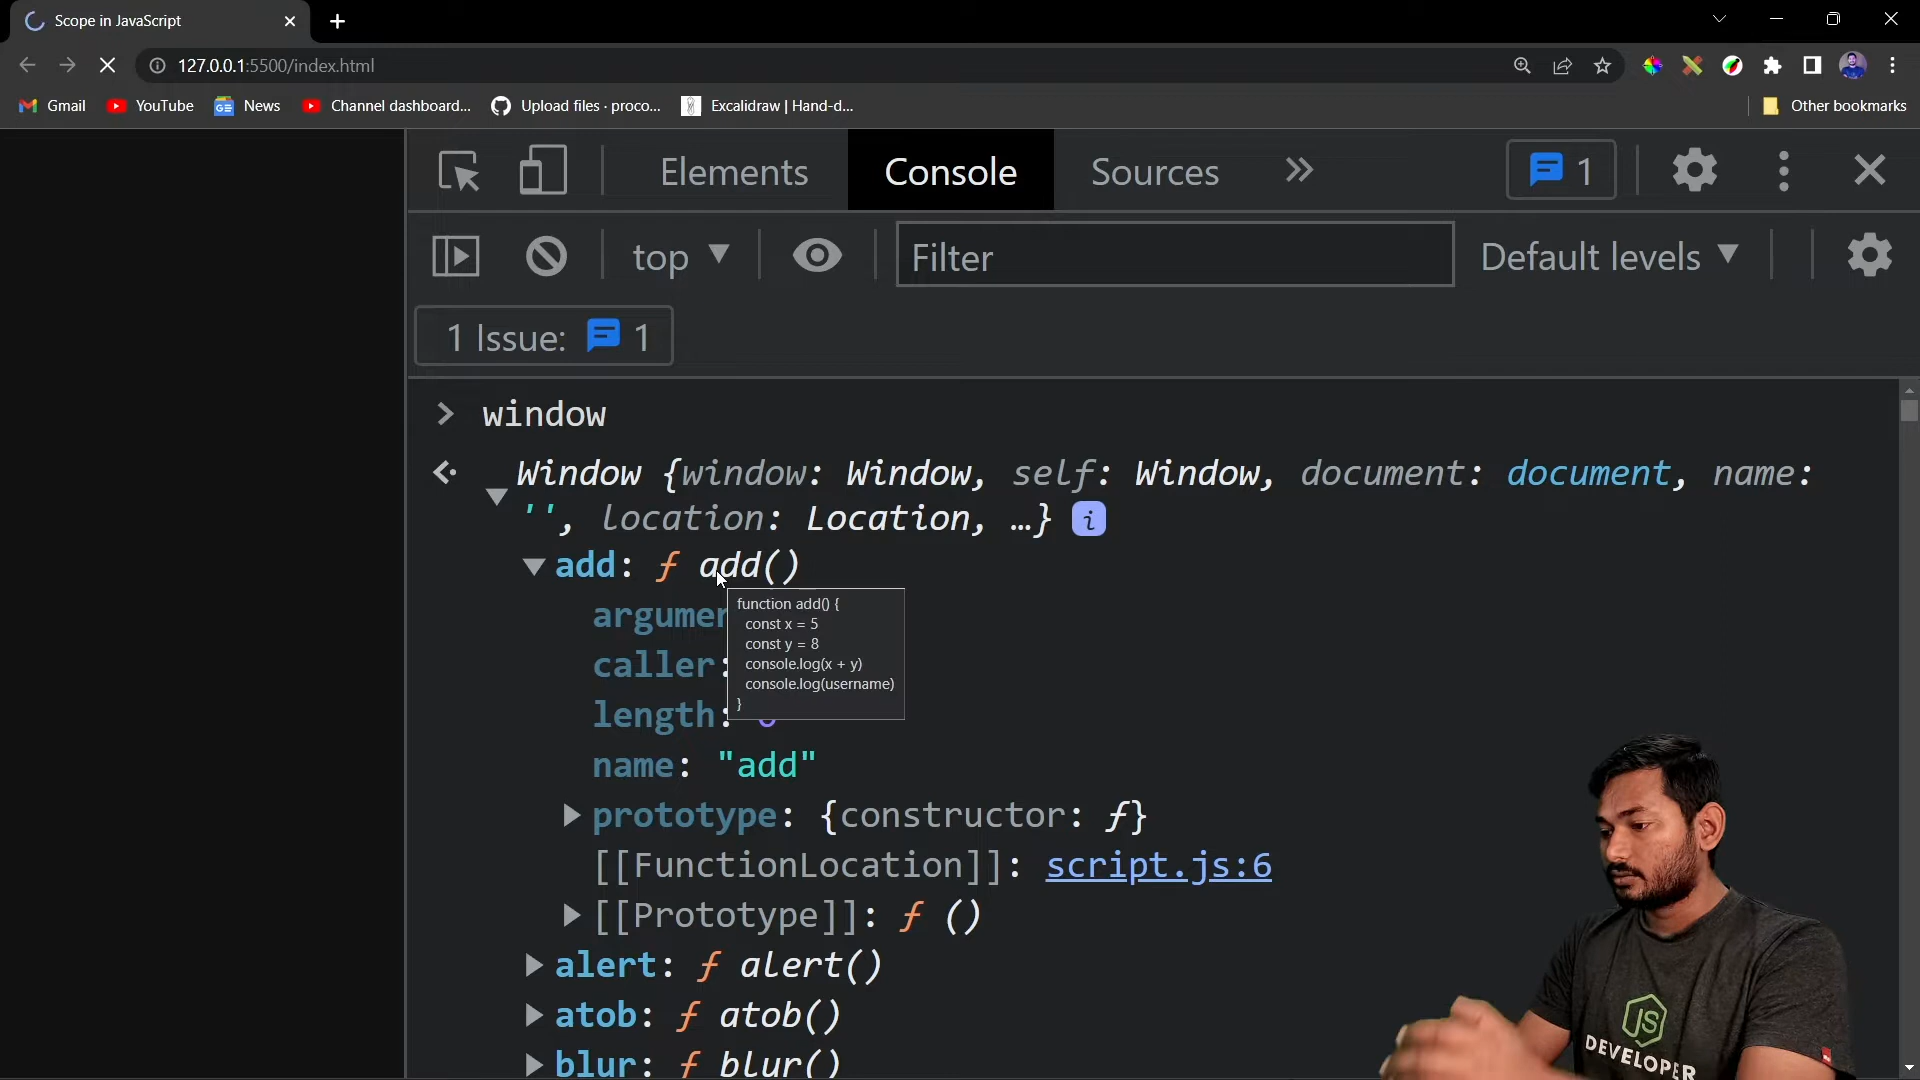 Scope in JavaScript
127.0.0.1:5500/index.html
Gmail YouTube News Channel dashboard... Upload files · proco... Excalidraw | Hand-d... Other bookmarks
Elements Console Sources 1
top Filter Default levels
1 Issue: 1
window
Window {window: Window, self: Window, document: document, name:
'', location: Location, …} i
add: ƒ add()
function add() {
const x = 5
const y = 8
console.log(x + y)
console.log(username)
}
caller:
length:
name: "add"
prototype: {constructor: ƒ}
[[FunctionLocation]]: script.js:6
[[Prototype]]: ƒ ()
alert: ƒ alert()
atob: ƒ atob()
blur: ƒ blur()
JS
DEVELOPER